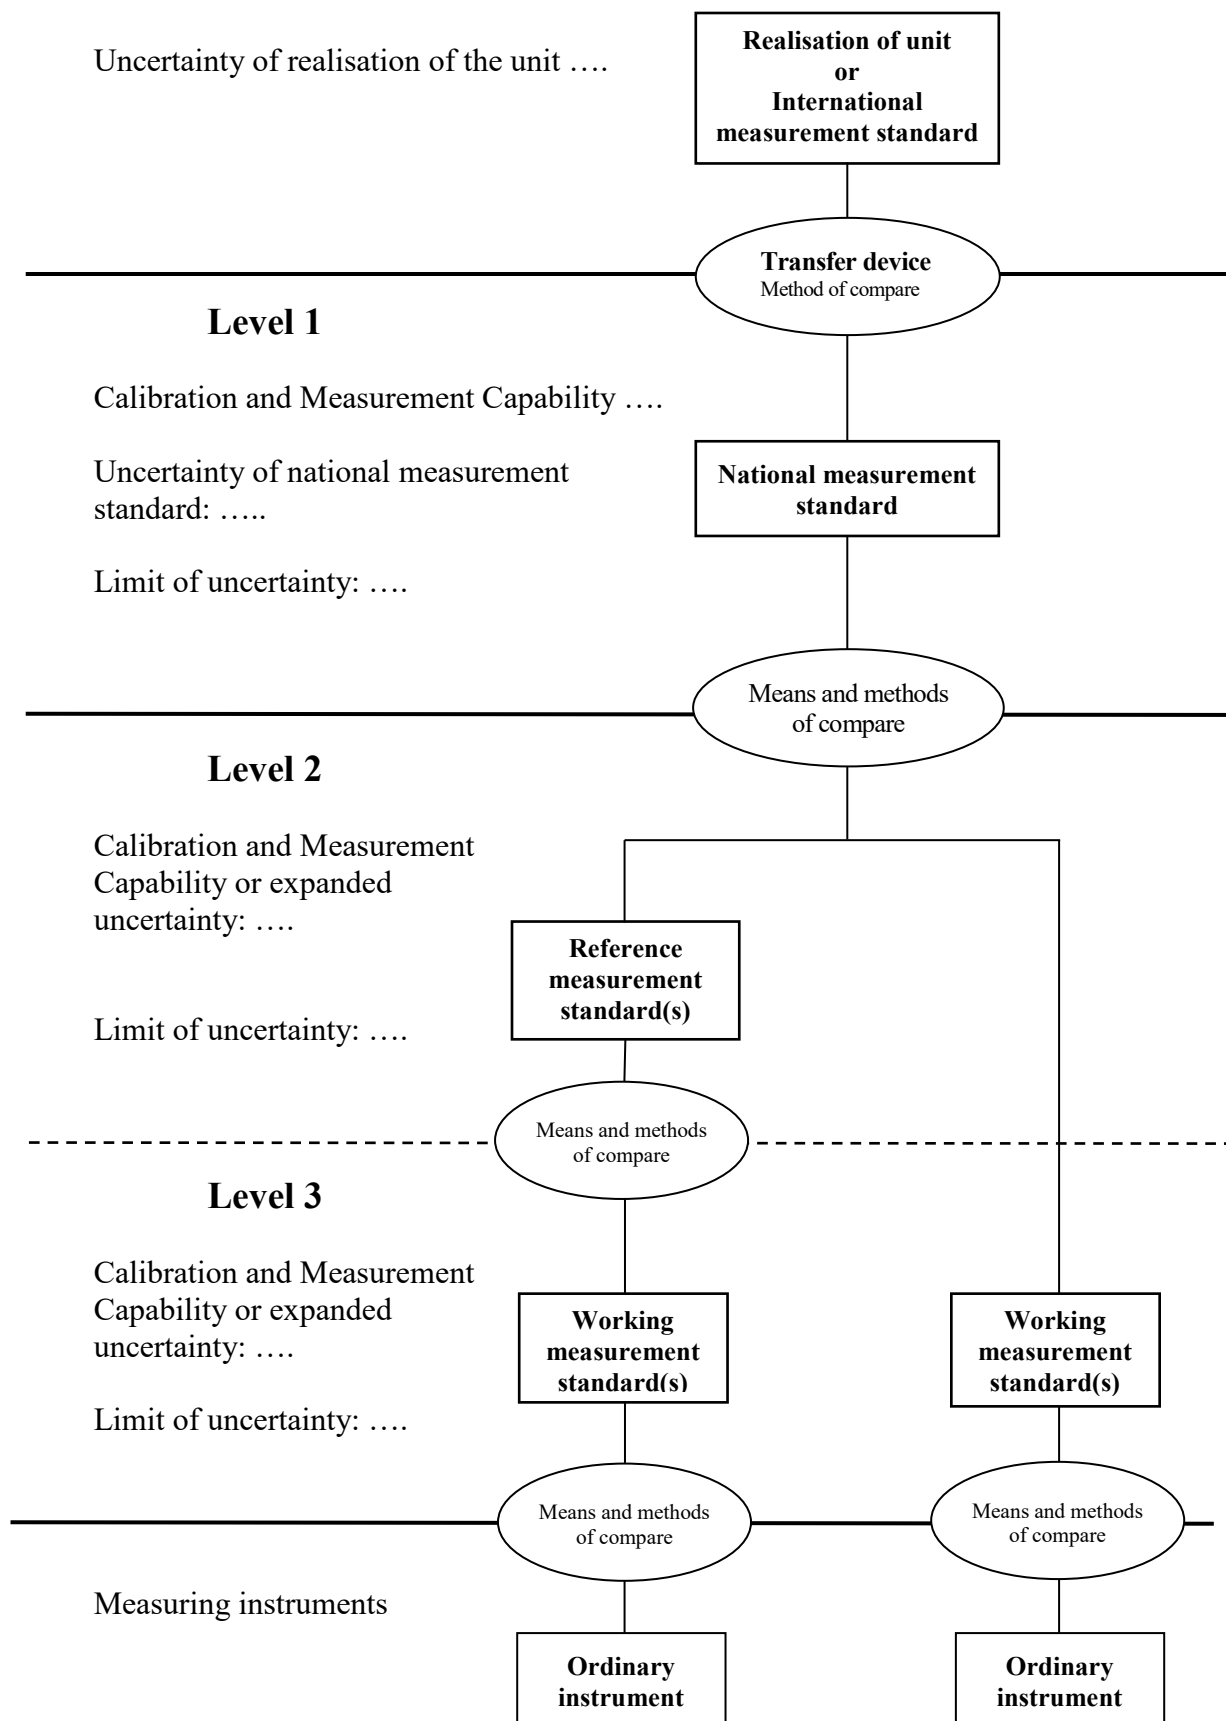 Uncertainty of realisation of the unit ….
Realisation of unit
or
International
measurement standard
Transfer device
Method of compare
Level 1
Calibration and Measurement Capability ….
Uncertainty of national measurement
standard: …..
National measurement
standard
Limit of uncertainty: ….
Means and methods
of compare
Level 2
Calibration and Measurement
Capability or expanded
uncertainty: ….
Reference
measurement
standard(s)
Limit of uncertainty: ….
Means and methods
of compare
Level 3
Calibration and Measurement
Capability or expanded
uncertainty: ….
Working
measurement
standard(s)
Working
measurement
standard(s)
Limit of uncertainty: ….
Means and methods
of compare
Means and methods
of compare
Measuring instruments
Ordinary
instrument
Ordinary
instrument